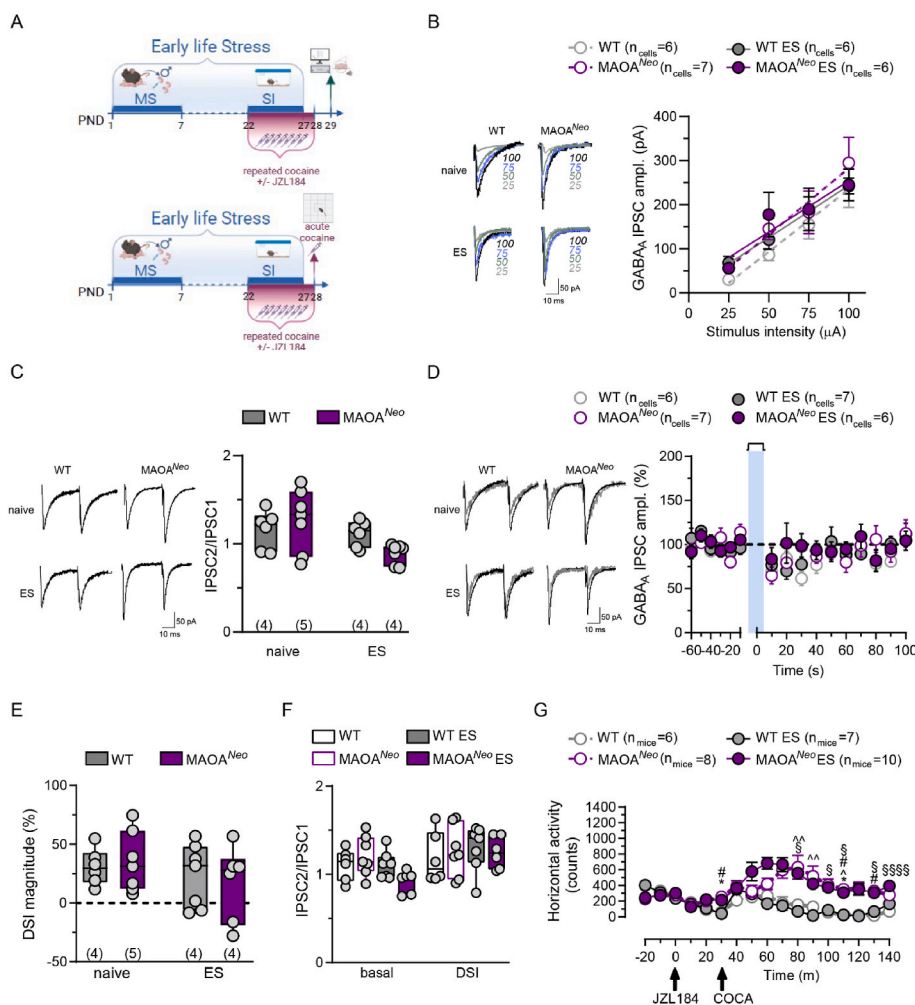 A
Early life Stress
MS
SI
PND
1
7
22
27
28
29
repeated cocaine
+/- JZL184
Early life Stress
acute
cocaine
MS
SI
PND
1
7
22
27
28
repeated cocaine
+/- JZL184
B
WT (ncells=6)
WT ES (ncells=6)
MAOANeo (ncells=7)
MAOANeo ES (ncells=6)
WT
MAOANeo
naive
100
75
50
25
100
75
50
25
ES
100
75
50
25
100
75
50
25
50 pA
10 ms
GABAA IPSC ampl. (pA)
400
300
200
100
0
0
25
50
75
100
Stimulus intensity (μA)
C
WT
MAOANeo
WT
MAOANeo
naive
ES
50 pA
10 ms
IPSC2/IPSC1
2
1
0
(4)
(5)
(4)
(4)
naive
ES
D
WT (ncells=6)
WT ES (ncells=7)
MAOANeo (ncells=7)
MAOANeo ES (ncells=6)
WT
MAOANeo
naive
ES
50 pA
10 ms
GABAA IPSC ampl. (%)
200
150
100
50
0
-60
-40
-20
0
20
40
60
80
100
Time (s)
E
WT
MAOANeo
DSI magnitude (%)
100
50
0
-50
(4)
(5)
(4)
(4)
naive
ES
F
WT
WT ES
MAOANeo
MAOANeo ES
IPSC2/IPSC1
2
1
0
basal
DSI
G
WT (nmice=6)
WT ES (nmice=7)
MAOANeo (nmice=8)
MAOANeo ES (nmice=10)
Horizontal activity
(counts)
1600
1400
1200
1000
800
600
400
200
0
#
*
^^
§
^^
§
§
#
^
*
§
#
§§§§§
-20
0
20
40
60
80
100
120
140
Time (m)
JZL184
COCA